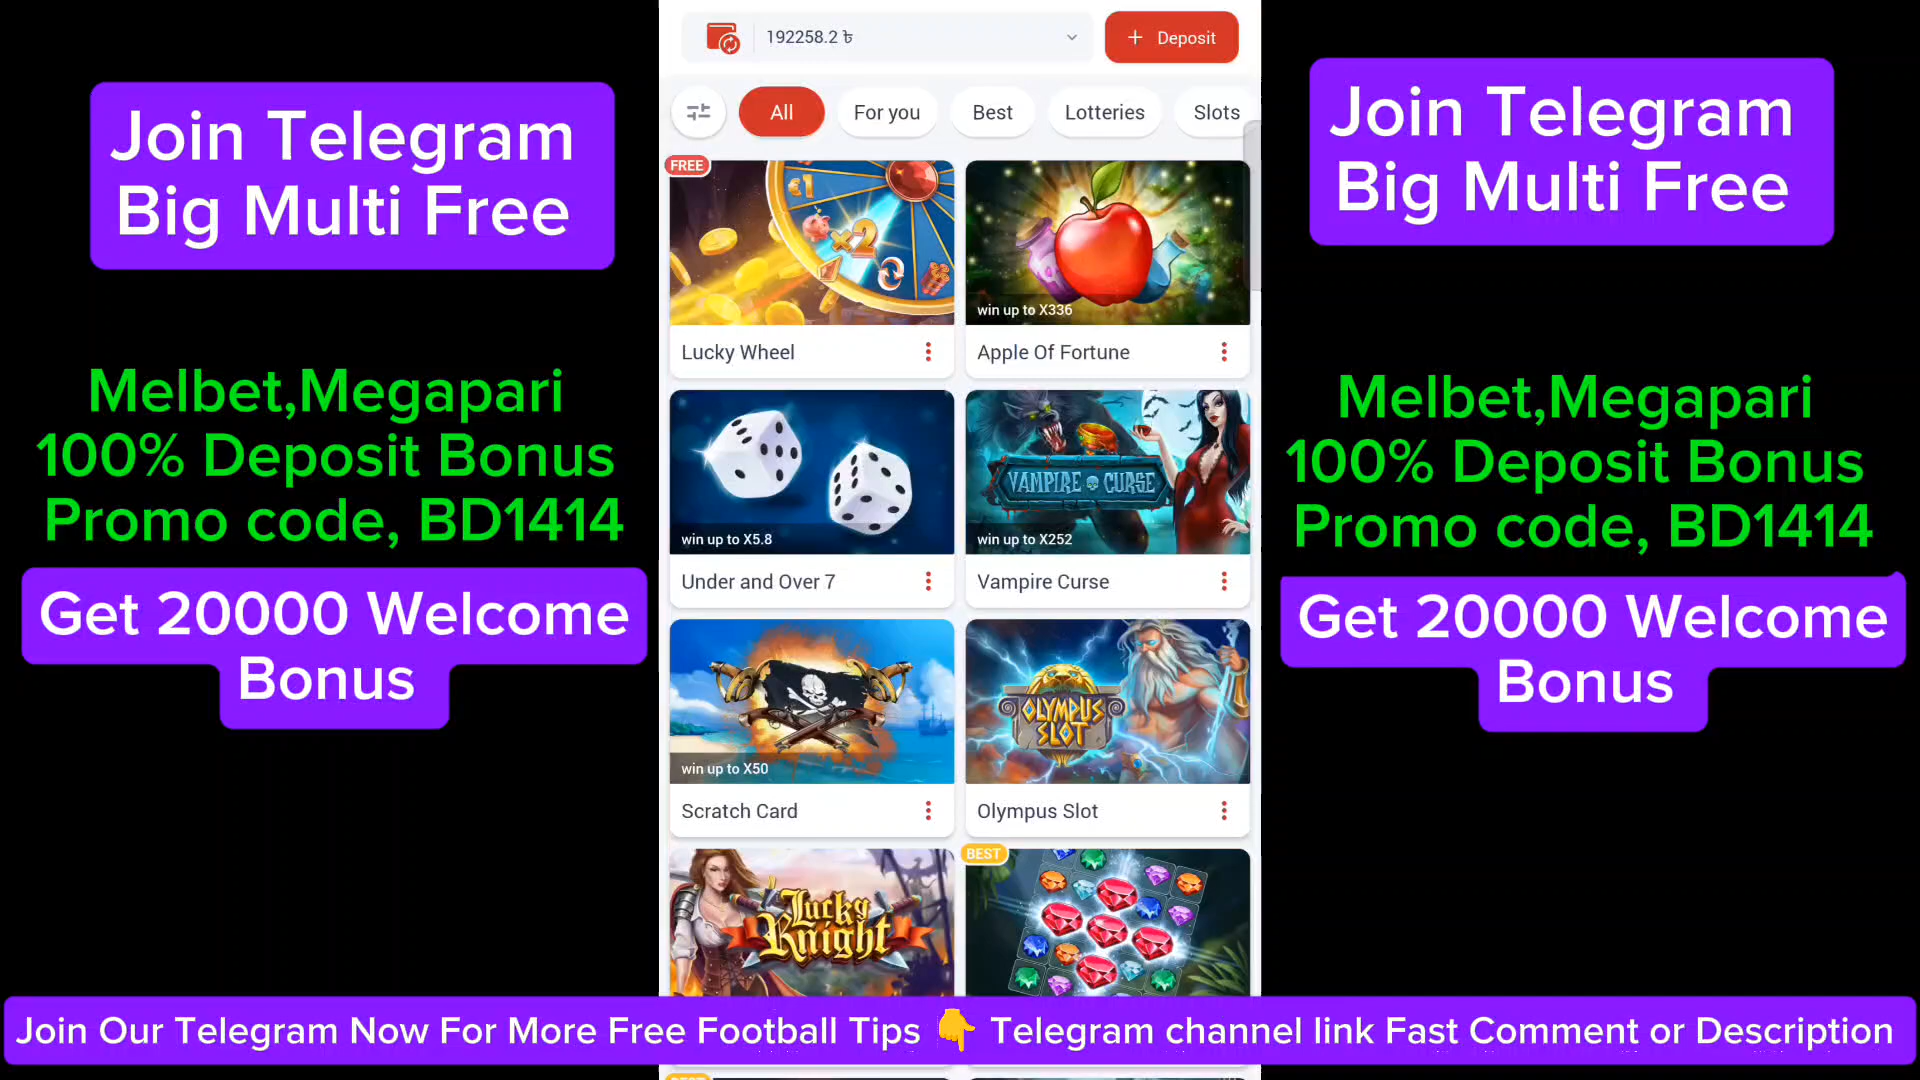 Join Telegram
Big Multi Free
Melbet,Megapari
100% Deposit Bonus
Promo code, BD1414
Get 20000 Welcome
Bonus
192258.2 ৳
+ Deposit
All
For you
Best
Lotteries
Slots
FREE
£1
x2
Lucky Wheel
win up to X336
Apple Of Fortune
win up to X5.8
Under and Over 7
VAMPIRE CURSE
win up to X252
Vampire Curse
win up to X50
Scratch Card
OLYMPUS
SLOT
Olympus Slot
Lucky
Knight
BEST
Join Telegram
Big Multi Free
Melbet,Megapari
100% Deposit Bonus
Promo code, BD1414
Get 20000 Welcome
Bonus
Join Our Telegram Now For More Free Football Tips 👇 Telegram channel link Fast Comment or Description